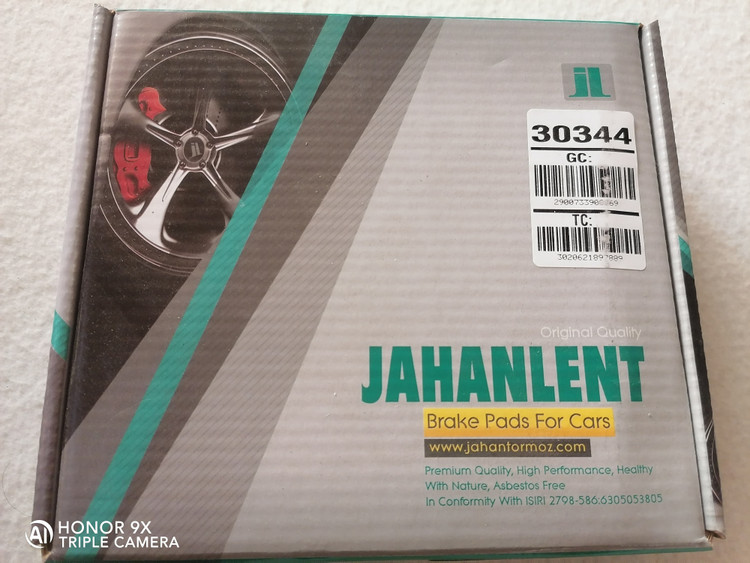 JL
30344
GC:
TC:
Original Quality
JAHANLENT
Brake Pads For Cars
www.jahantormoz.com
Premium Quality, High Performance, Healthy
With Nature, Asbestos Free
In Conformity With ISIRI 2798-586:6305053805
HONOR 9X
TRIPLE CAMERA